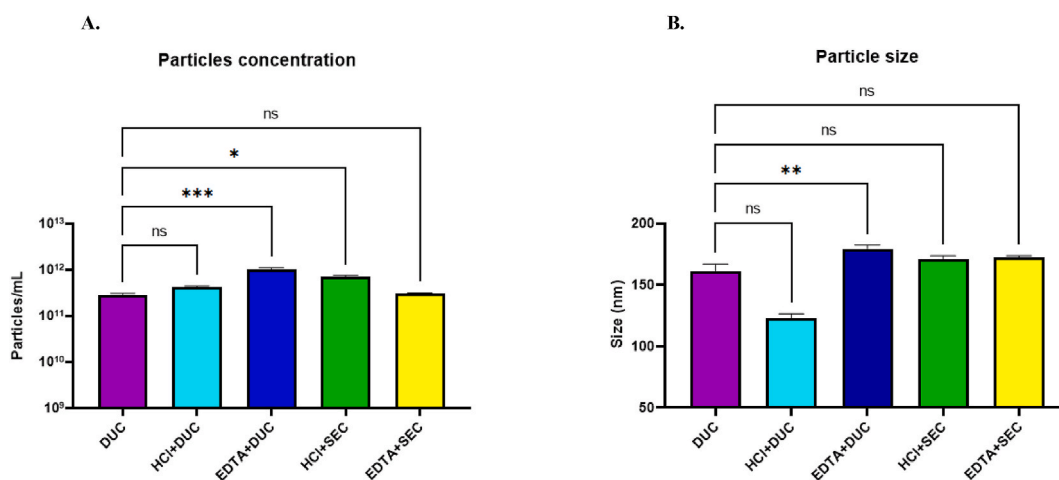 A.
Particles concentration
ns
*
***
ns
10¹³
10¹²
10¹¹
10¹⁰
10⁹
Particles/mL
DUC
HCl+DUC
EDTA+DUC
HCl+SEC
EDTA+SEC
B.
Particle size
ns
ns
**
ns
200
150
100
50
Size (nm)
DUC
HCl+DUC
EDTA+DUC
HCl+SEC
EDTA+SEC